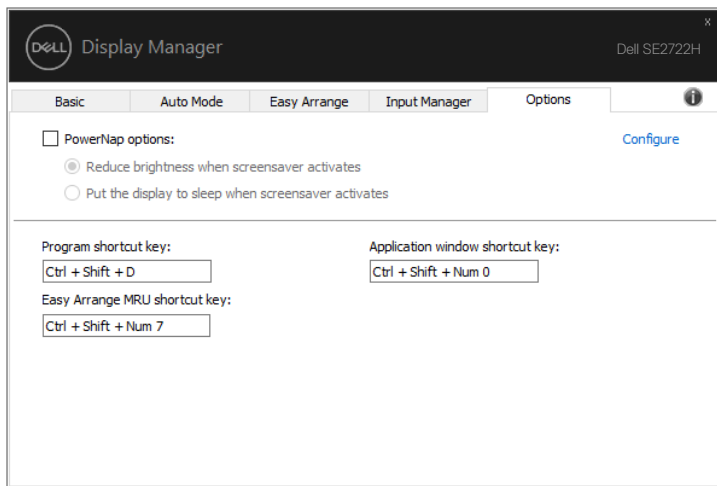 x
DELL Display Manager
Dell SE2722H
Basic Auto Mode Easy Arrange Input Manager Options i
PowerNap options: Configure
Reduce brightness when screensaver activates
Put the display to sleep when screensaver activates
Program shortcut key: Application window shortcut key:
Ctrl + Shift + D Ctrl + Shift + Num 0
Easy Arrange MRU shortcut key:
Ctrl + Shift + Num 7